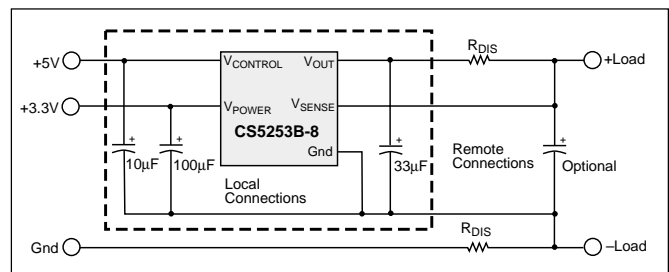 +5V
+3.3V
Gnd
VCONTROL
VOUT
VPOWER
VSENSE
CS5253B-8
Gnd
+
10µF
+
100µF
+
33µF
Local
Connections
RDIS
+Load
Remote
Connections
+
Optional
RDIS
–Load